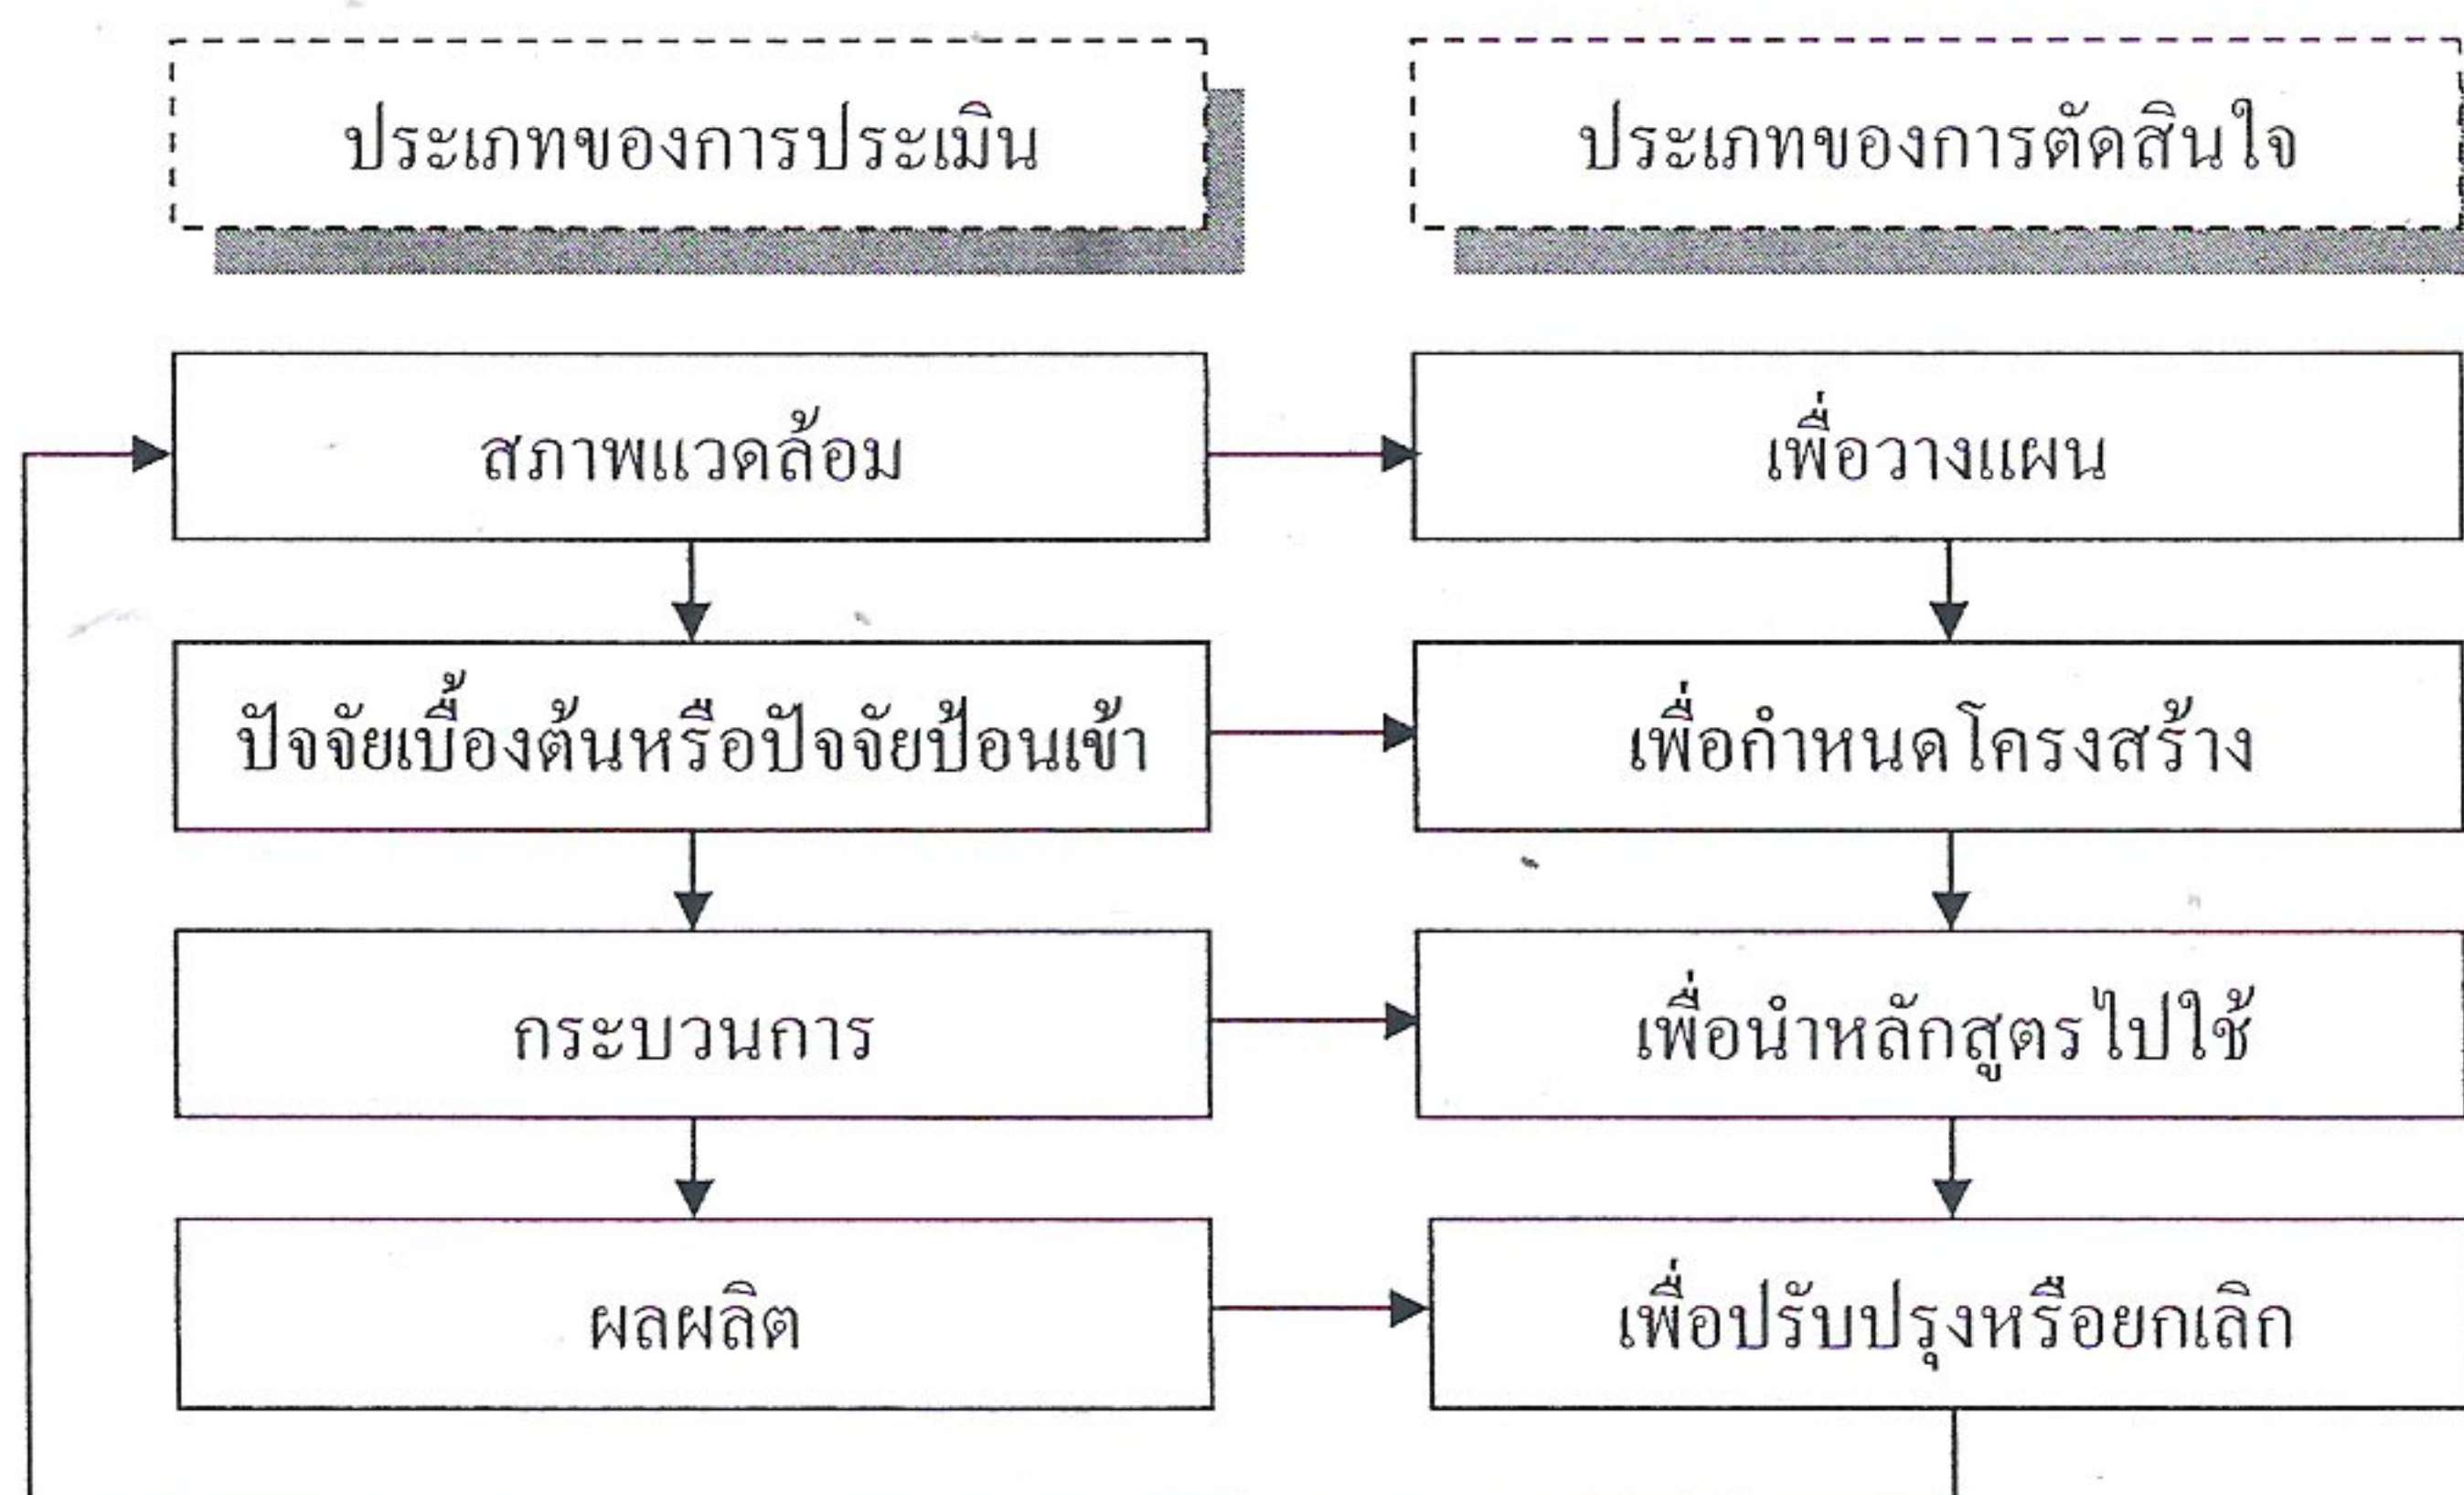 ประเภทของการประเมิน
ประเภทของการตัดสินใจ
สภาพแวดล้อม
เพื่อวางแผน
ปัจจัยเบื้องต้นหรือปัจจัยป้อนเข้า
เพื่อกำหนดโครงสร้าง
กระบวนการ
เพื่อนำหลักสูตรไปใช้
ผลผลิต
เพื่อปรับปรุงหรือยกเลิก